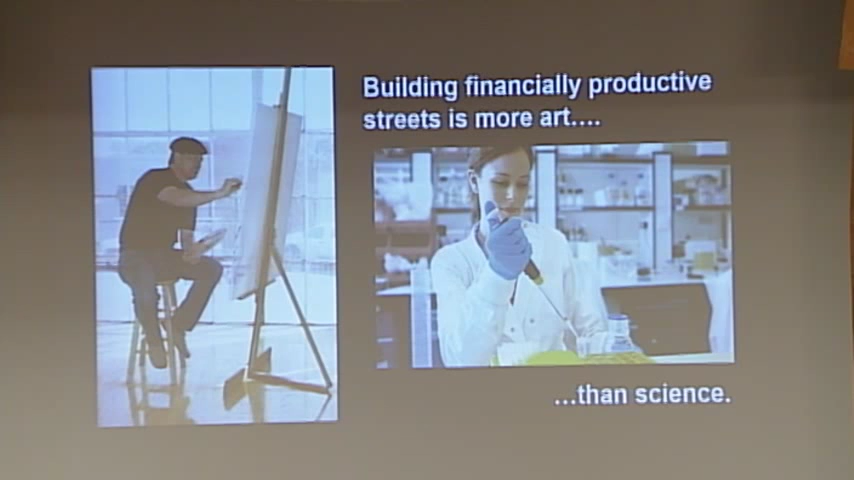 Building financially productive
streets is more art....
...than science.